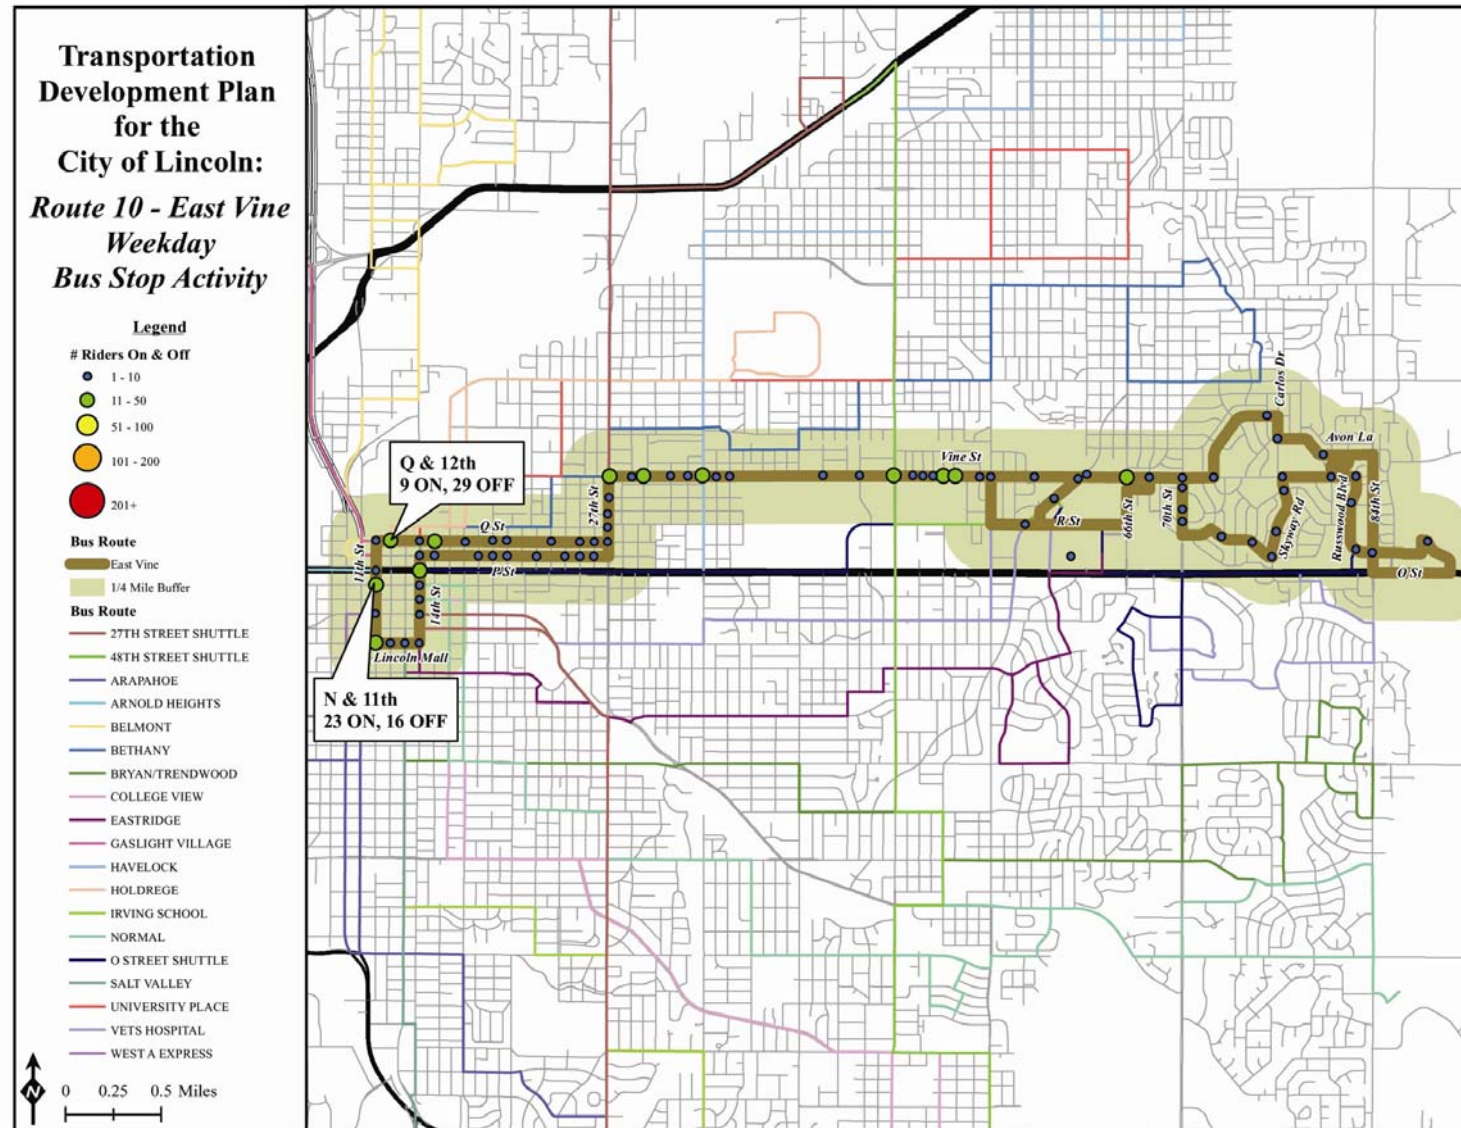 Transportation
Development Plan
for the
City of Lincoln:
Route 10 - East Vine
Weekday
Bus Stop Activity
Legend
# Riders On & Off
1 - 10
11 - 50
51 - 100
101 - 200
201+
Bus Route
East Vine
1/4 Mile Buffer
Bus Route
27TH STREET SHUTTLE
48TH STREET SHUTTLE
ARAPAHOE
ARNOLD HEIGHTS
BELMONT
BETHANY
BRYAN/TRENDWOOD
COLLEGE VIEW
EASTRIDGE
GASLIGHT VILLAGE
HAVELOCK
HOLDREGE
IRVING SCHOOL
NORMAL
O STREET SHUTTLE
SALT VALLEY
UNIVERSITY PLACE
VETS HOSPITAL
WEST A EXPRESS
N
0 0.25 0.5 Miles
Q & 12th
9 ON, 29 OFF
N & 11th
23 ON, 16 OFF
11th St
Q St
P St
14th St
Lincoln Mall
27th St
Vine St
R St
66th St
70th St
Skyway Rd
Carlos Dr
Avon La
Russwood Blvd
84th St
O St